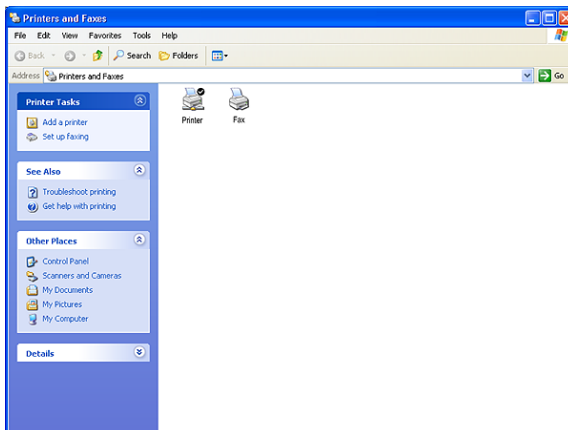 Printers and Faxes
File Edit View Favorites Tools Help
Back Search Folders
Address Printers and Faxes Go
Printer Tasks
Add a printer
Set up faxing
See Also
Troubleshoot printing
Get help with printing
Other Places
Control Panel
Scanners and Cameras
My Documents
My Pictures
My Computer
Details
Printer Fax